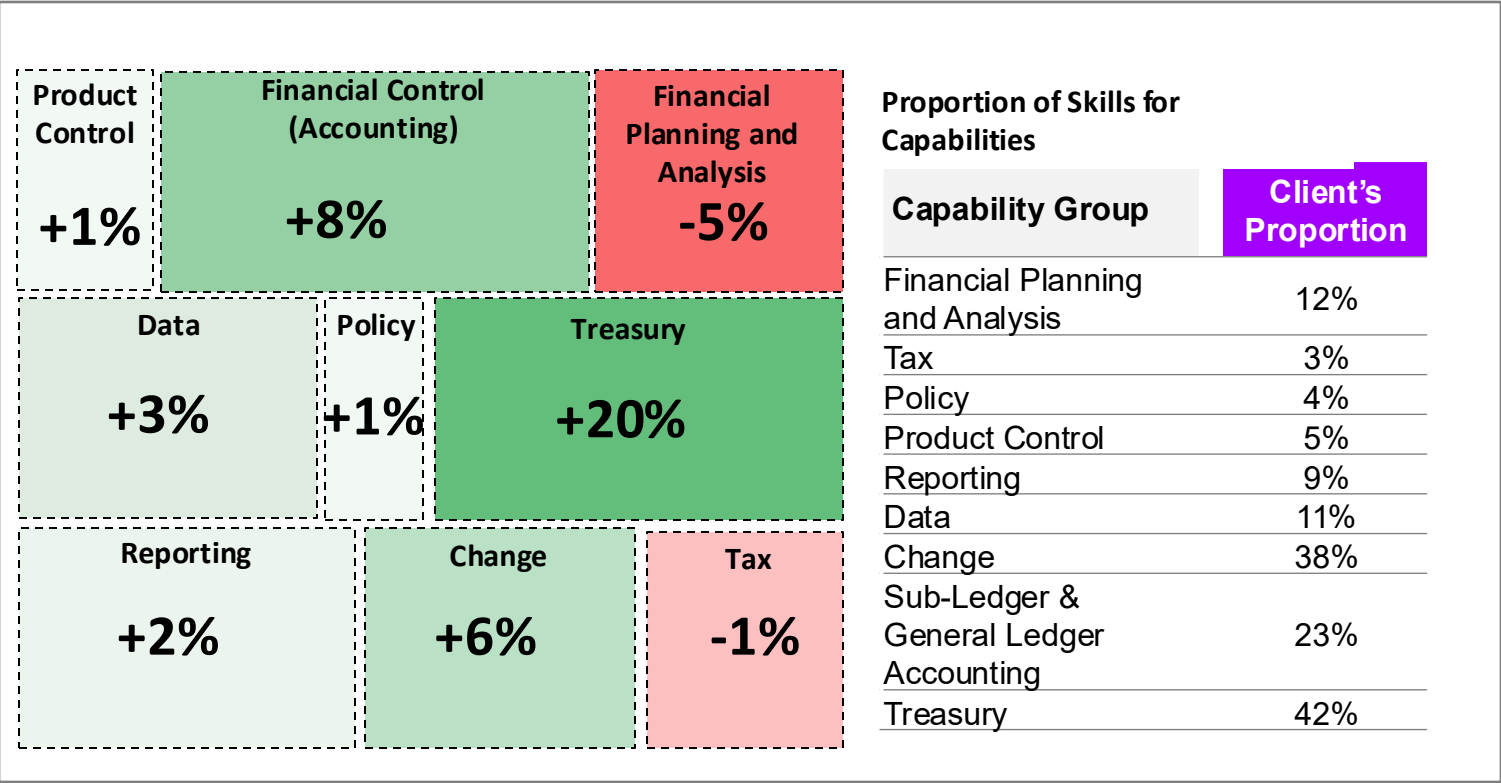 Product
Control
+1%
Financial Control
(Accounting)
+8%
Financial
Planning and
Analysis
-5%
Data
+3%
Policy
+1%
Treasury
+20%
Reporting
+2%
Change
+6%
Tax
-1%
Proportion of Skills for
Capabilities
Capability Group
Client’s
Proportion
Financial Planning
and Analysis
12%
Tax 3%
Policy 4%
Product Control 5%
Reporting 9%
Data 11%
Change 38%
Sub-Ledger &
General Ledger
Accounting
23%
Treasury 42%